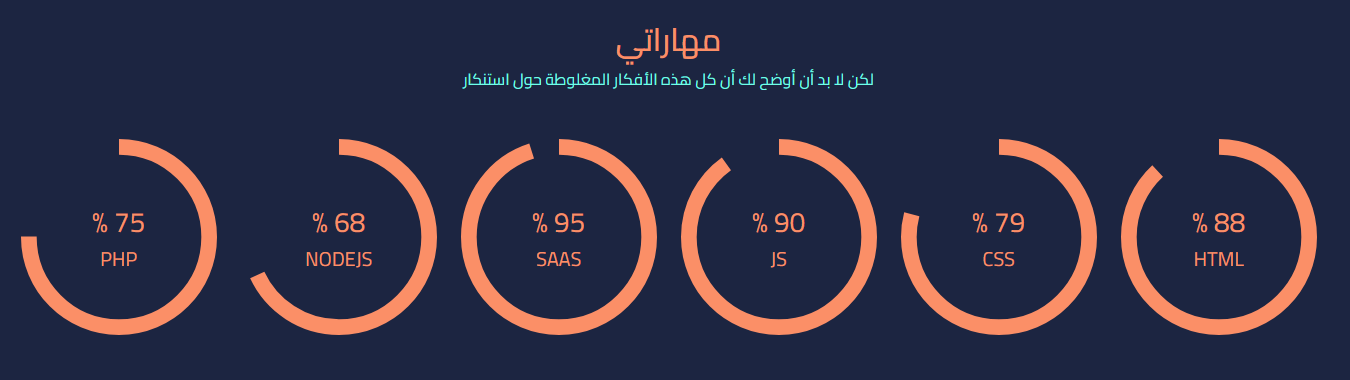 مهاراتي
لكن لا بد أن أوضح لك أن كل هذه الأفكار المغلوطة حول استنكار
88 %
HTML
79 %
CSS
90 %
JS
95 %
SAAS
68 %
NODEJS
75 %
PHP